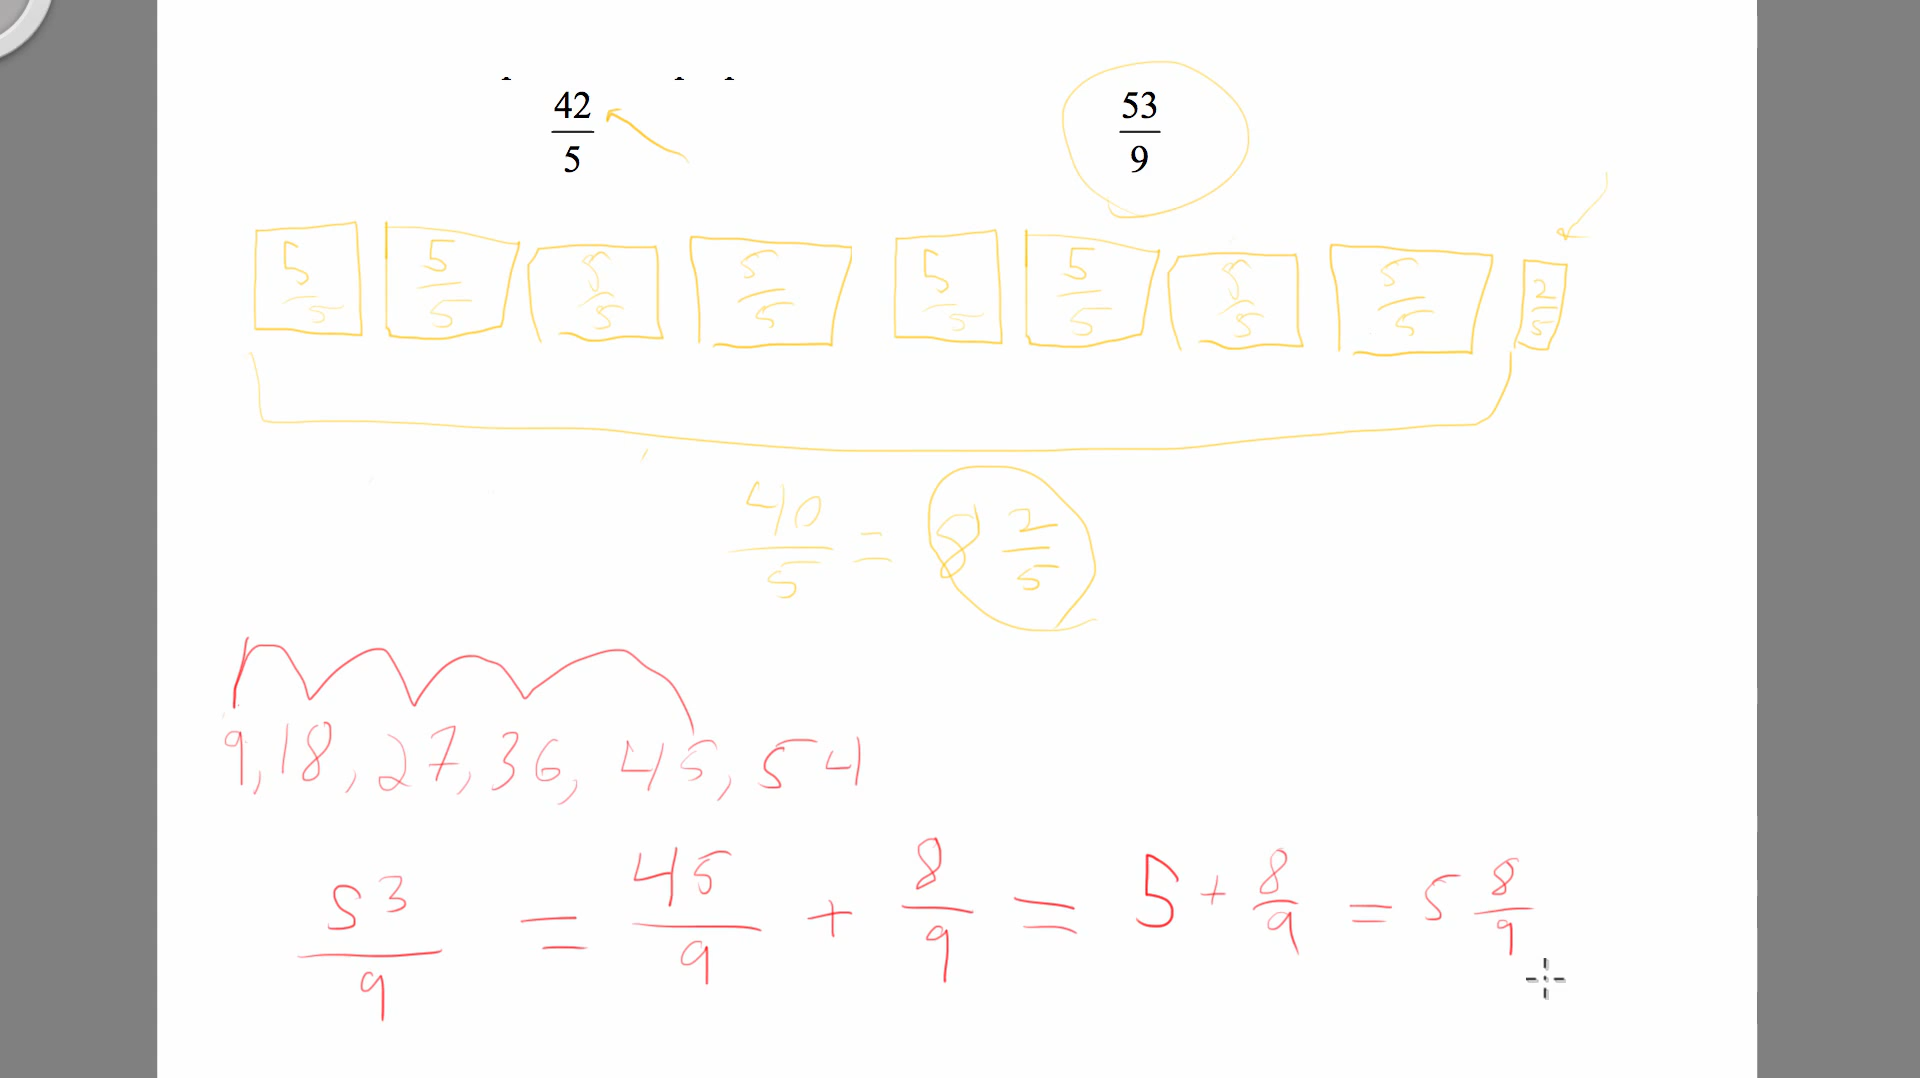 42/5 53/9
5/5 5/5 5/5 5/5 5/5 5/5 5/5 5/5 2/5
40/5 = 8 2/5
9, 18, 27, 36, 45, 54
53/9 = 45/9 + 8/9 = 5 + 8/9 = 5 8/9